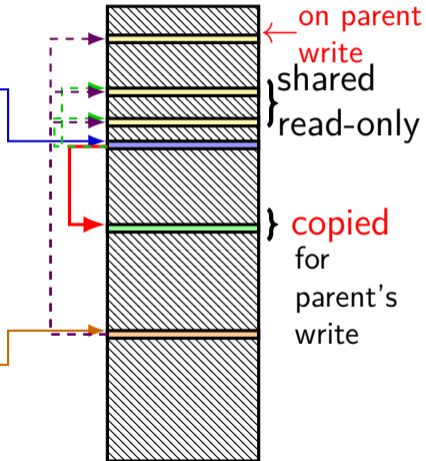 on parent
write
shared
read-only
copied
for
parent's
write